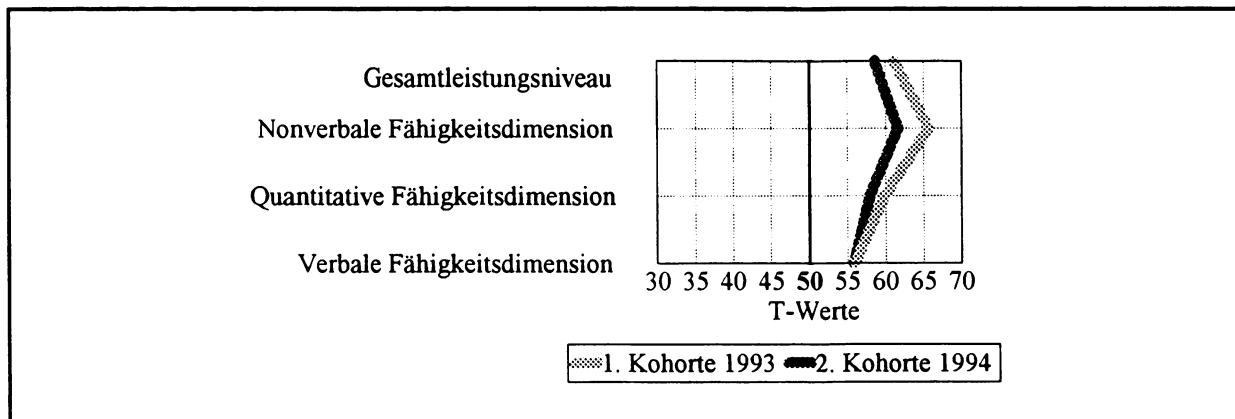 Gesamtleistungsniveau
Nonverbale Fähigkeitsdimension
Quantitative Fähigkeitsdimension
Verbale Fähigkeitsdimension
30 35 40 45 50 55 60 65 70
T-Werte
1. Kohorte 1993 2. Kohorte 1994